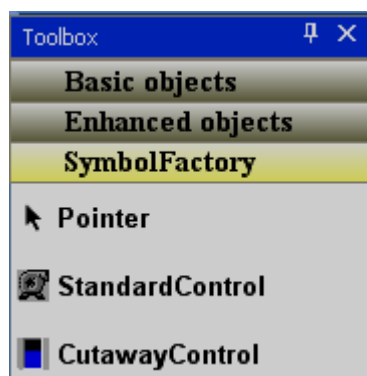 Toolbox
Basic objects
Enhanced objects
SymbolFactory
Pointer
StandardControl
CutawayControl